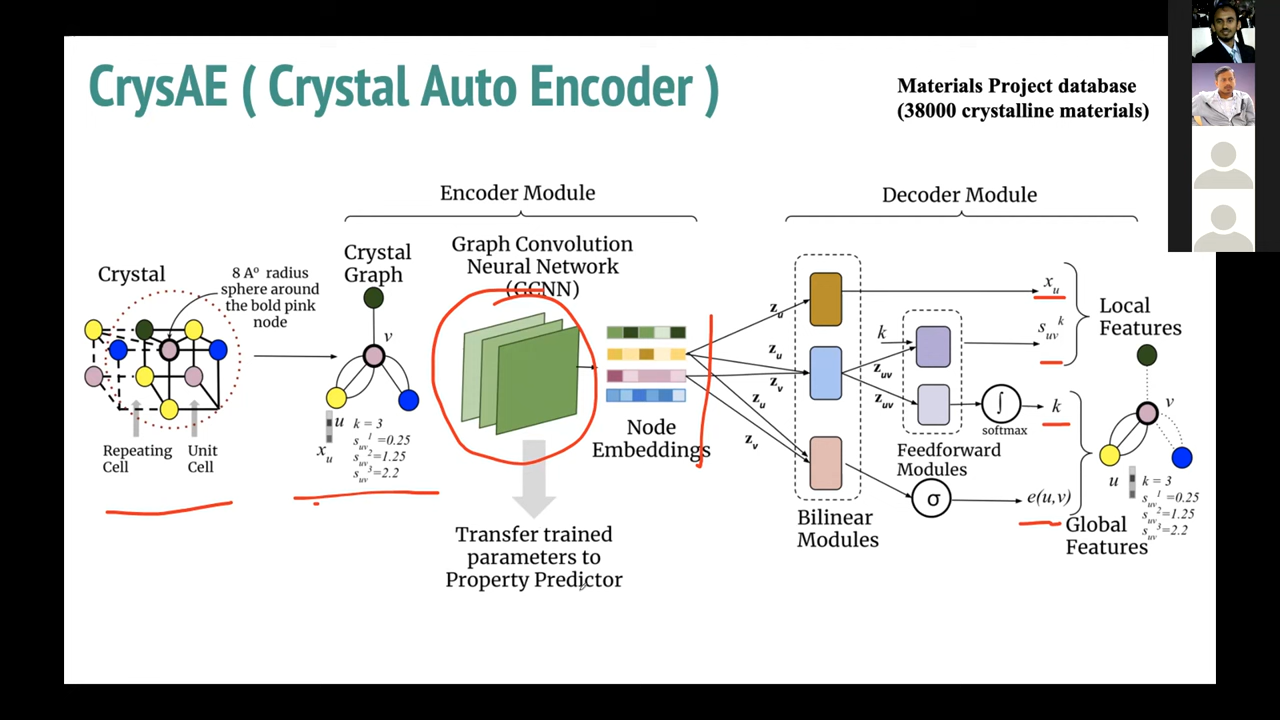 CrysAE ( Crystal Auto Encoder )
Materials Project database
(38000 crystalline materials)
Encoder Module
Decoder Module
Crystal
8 A° radius
sphere around
the bold pink
node
Repeating
Cell
Unit
Cell
Crystal
Graph
v
u
x_u
k = 3
s_uv^1 =0.25
s_uv^2 =1.25
s_uv^3 =2.2
Graph Convolution
Neural Network
(GCNN)
Node
Embeddings
Transfer trained
parameters to
Property Predictor
z_u
z_u
z_v
z_u
z_v
Bilinear
Modules
k
z_uv
z_uv
Feedforward
Modules
∫
softmax
σ
x_u
s_uv^k
k
e(u,v)
Local
Features
Global
Features
v
u
k = 3
s_uv^1 =0.25
s_uv^2 =1.25
s_uv^3 =2.2